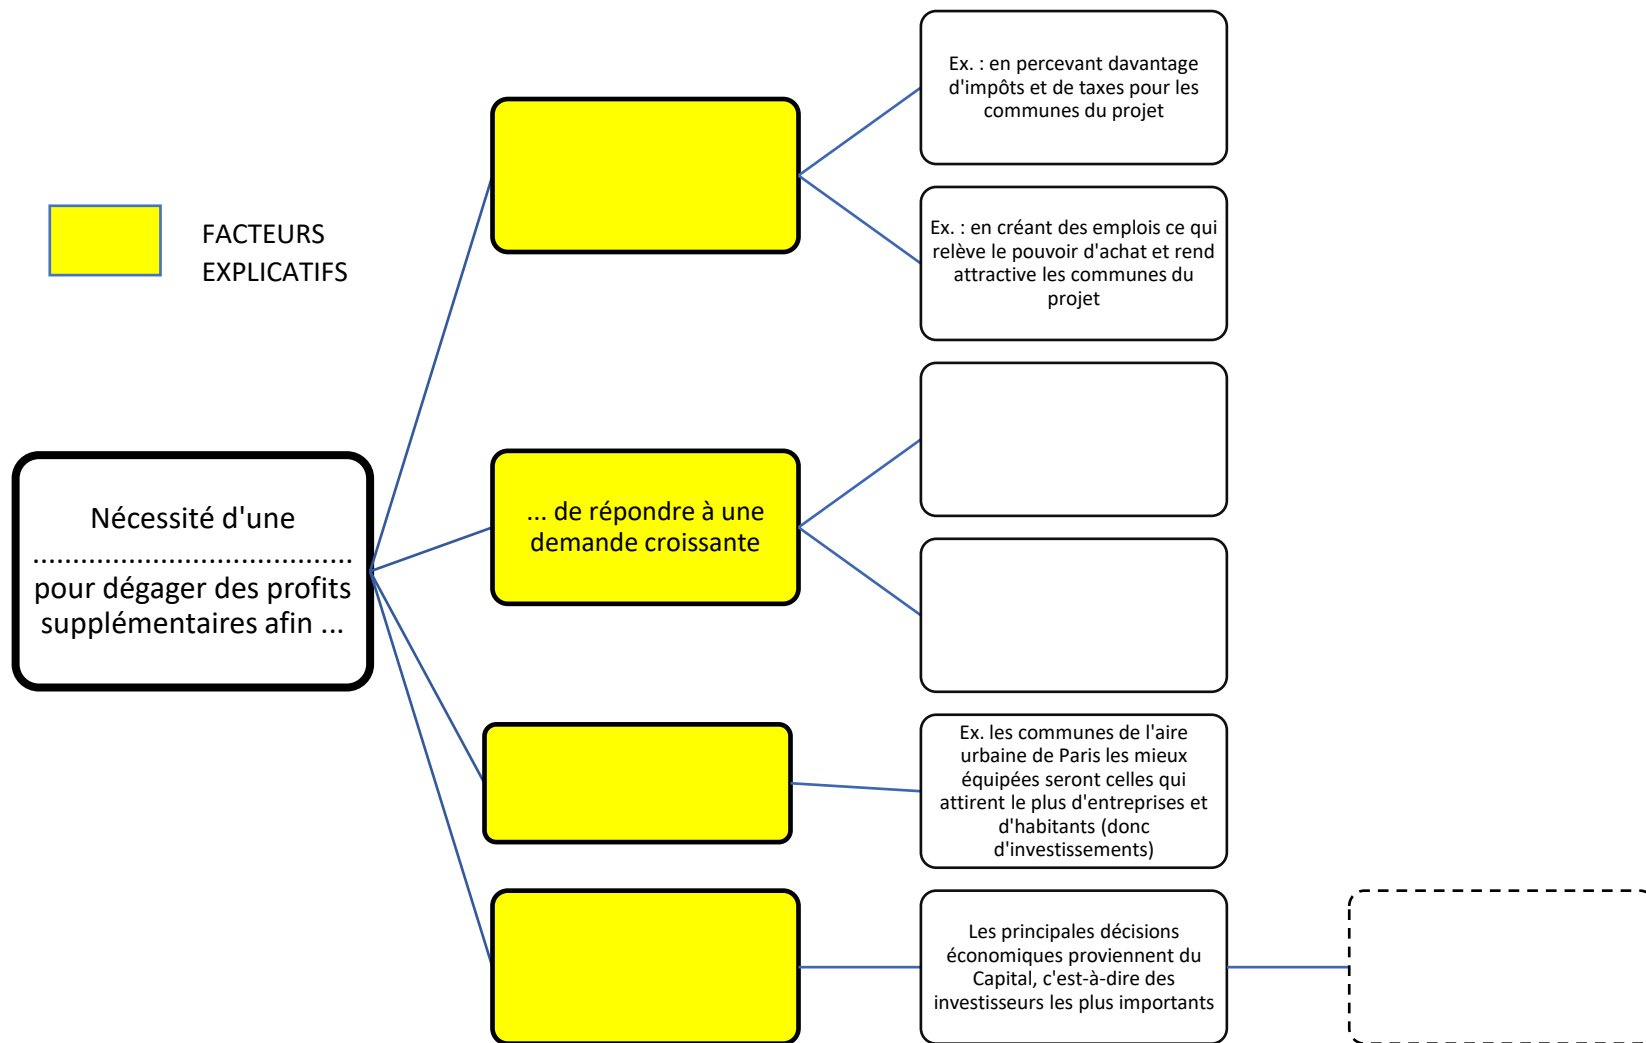 Ex. : en percevant davantage
d'impôts et de taxes pour les
communes du projet
FACTEURS
EXPLICATIFS
Ex. : en créant des emplois ce qui
relève le pouvoir d'achat et rend
attractive les communes du
projet
Nécessité d'une
........................................
pour dégager des profits
supplémentaires afin ...
... de répondre à une
demande croissante
Ex. les communes de l'aire
urbaine de Paris les mieux
équipées seront celles qui
attirent le plus d'entreprises et
d'habitants (donc
d'investissements)
Les principales décisions
économiques proviennent du
Capital, c'est-à-dire des
investisseurs les plus importants